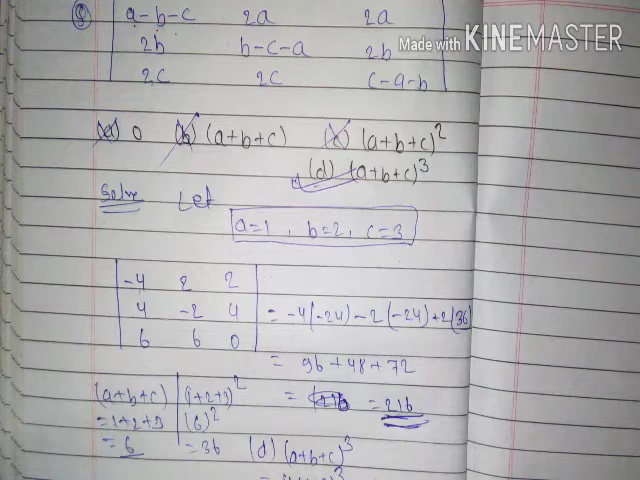 Made with KINEMASTER
Q a-b-c 2a 2a
2b b-c-a 2b
2c 2c c-a-b
(a) 0 (b) (a+b+c) (c) (a+b+c)²
(d) (a+b+c)³
Solve Let
a=1, b=2, c=3
-4 2 2
4 -2 4 = -4(-24) -2(-24)+2(36)
6 6 0
= 96+48+72
= 216 = 216
(a+b+c) (1+2+3)²
=1+2+3 (6)²
=6 =36 (d) (a+b+c)³